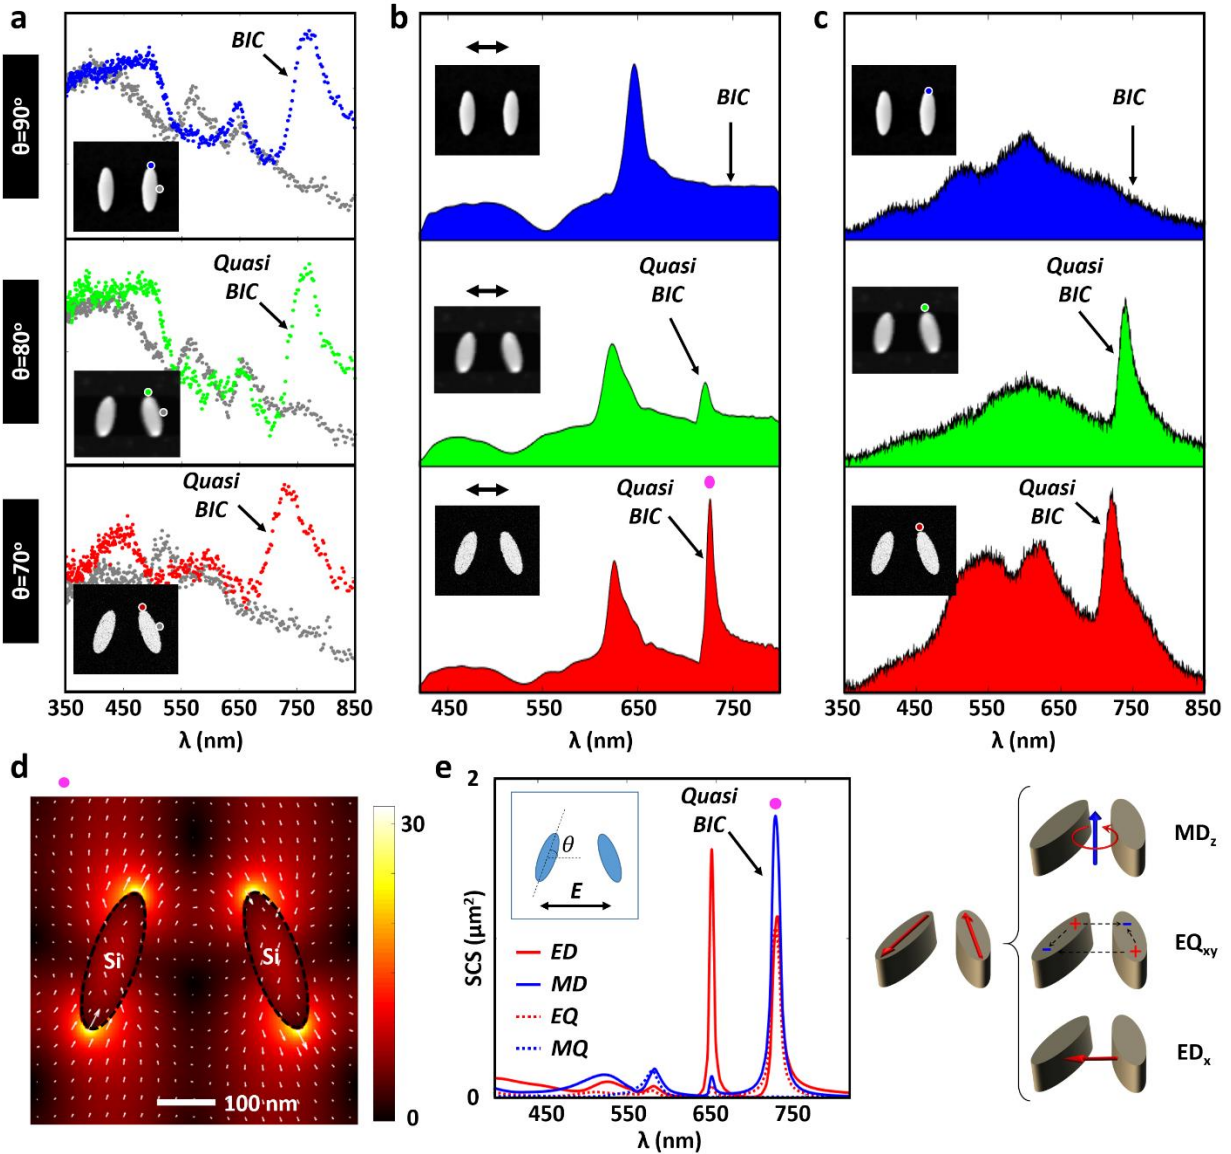 a
b
c
θ=90°
BIC
BIC
BIC
θ=80°
Quasi
BIC
Quasi
BIC
Quasi
BIC
θ=70°
Quasi
BIC
Quasi
BIC
Quasi
BIC
350 450 550 650 750 850
λ (nm)
450 550 650 750
λ (nm)
350 450 550 650 750 850
λ (nm)
d
Si
Si
100 nm
30
0
e
2
0
SCS (μm²)
θ
E
Quasi
BIC
ED
MD
EQ
MQ
450 550 650 750
λ (nm)
MDz
+ -
- +
EQxy
EDx